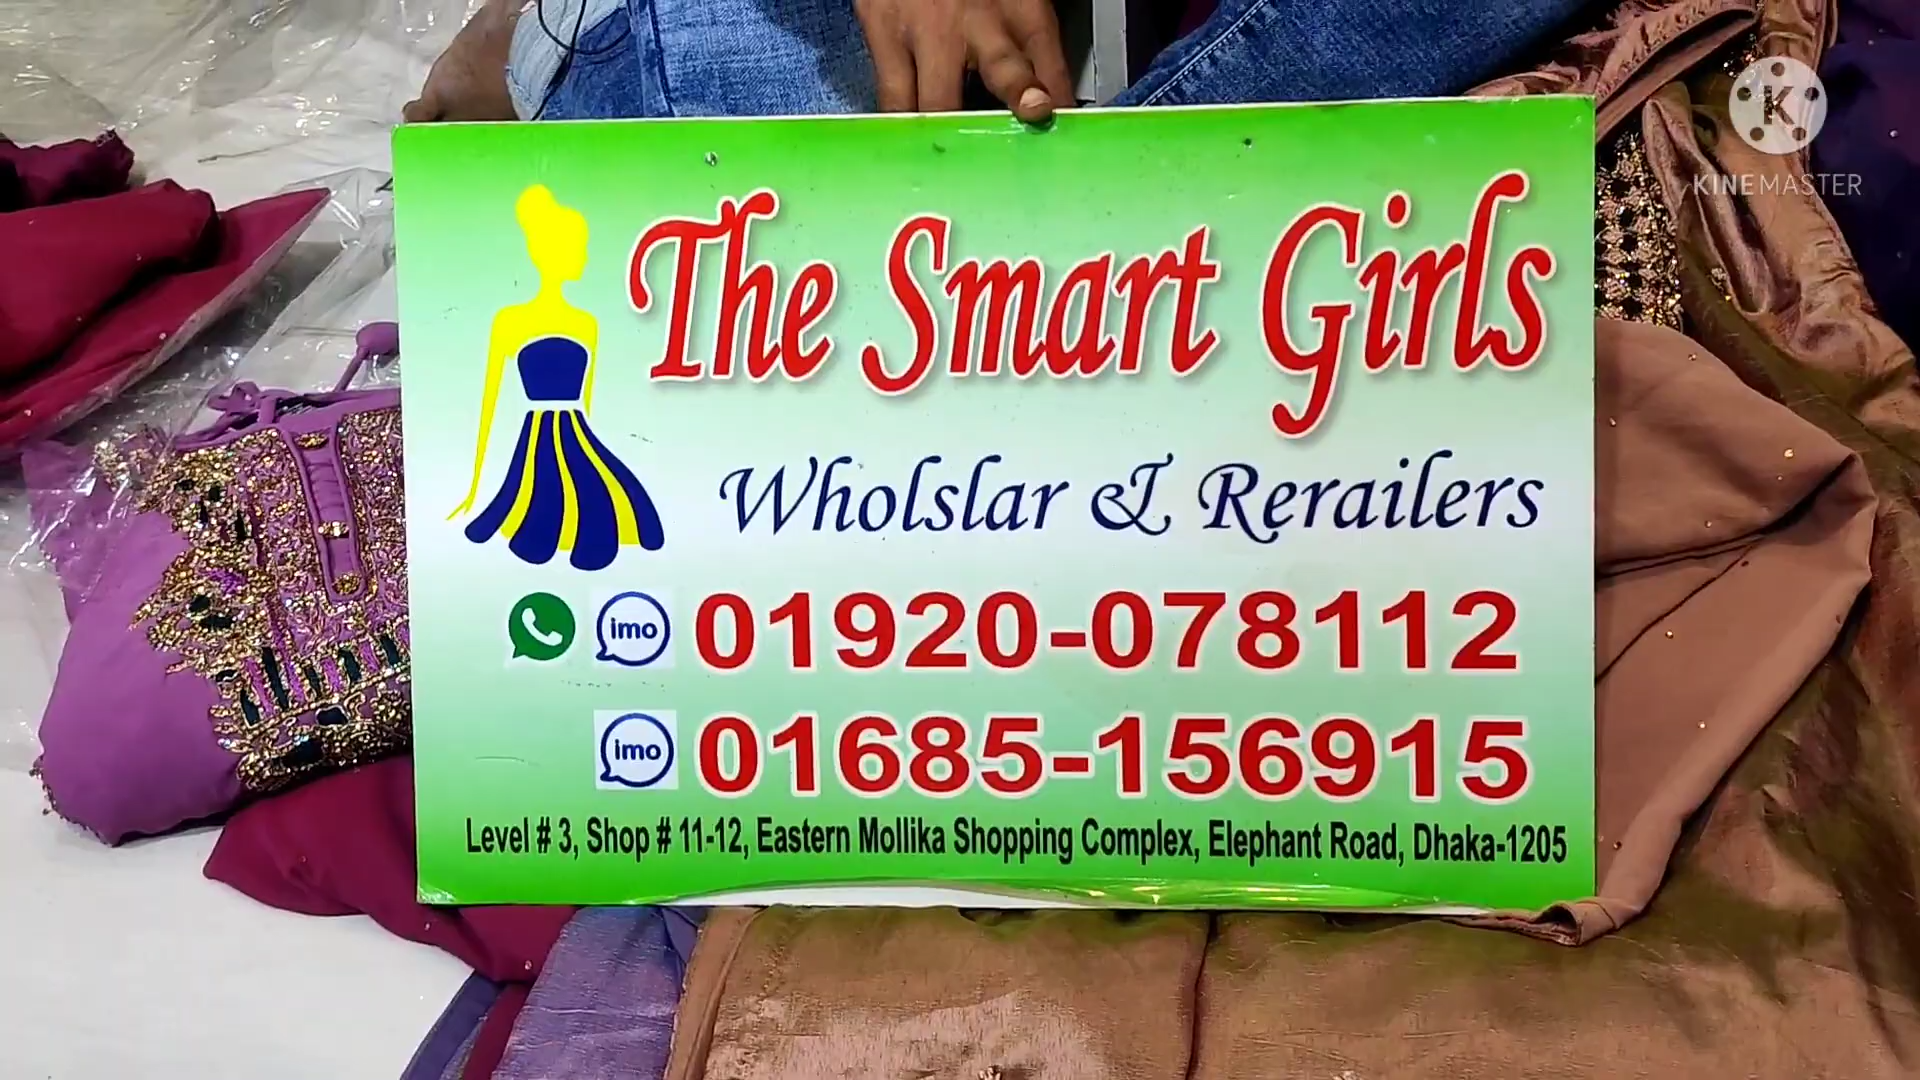 K
KINEMASTER
The Smart Girls
Wholslar & Rerailers
imo 01920-078112
imo 01685-156915
Level # 3, Shop # 11-12, Eastern Mollika Shopping Complex, Elephant Road, Dhaka-1205